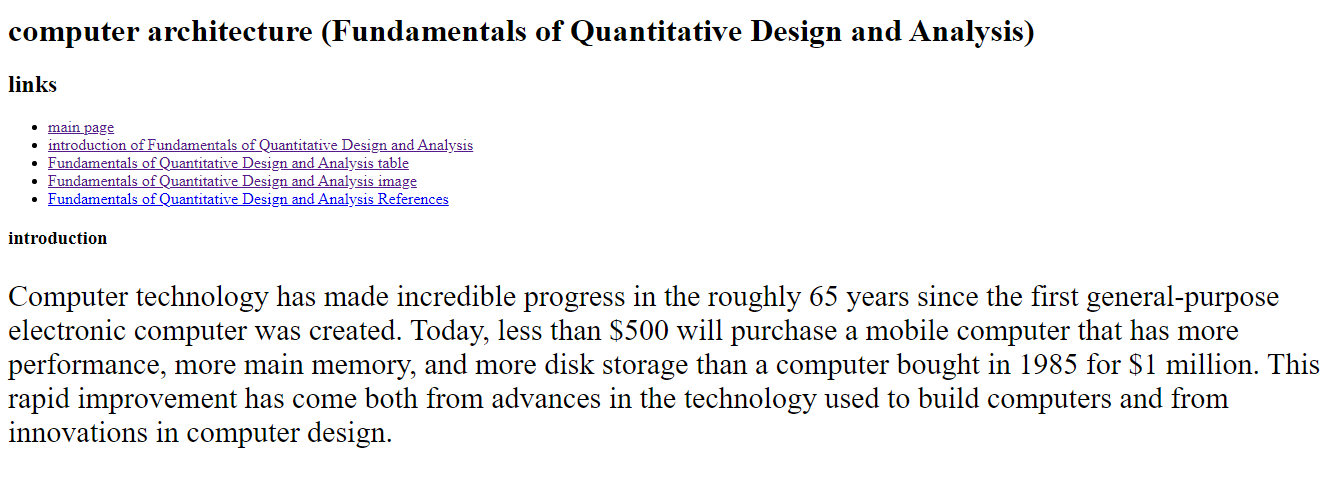 computer architecture (Fundamentals of Quantitative Design and Analysis)
links
main page
introduction of Fundamentals of Quantitative Design and Analysis
Fundamentals of Quantitative Design and Analysis table
Fundamentals of Quantitative Design and Analysis image
Fundamentals of Quantitative Design and Analysis References
introduction
Computer technology has made incredible progress in the roughly 65 years since the first general-purpose
electronic computer was created. Today, less than $500 will purchase a mobile computer that has more
performance, more main memory, and more disk storage than a computer bought in 1985 for $1 million. This
rapid improvement has come both from advances in the technology used to build computers and from
innovations in computer design.